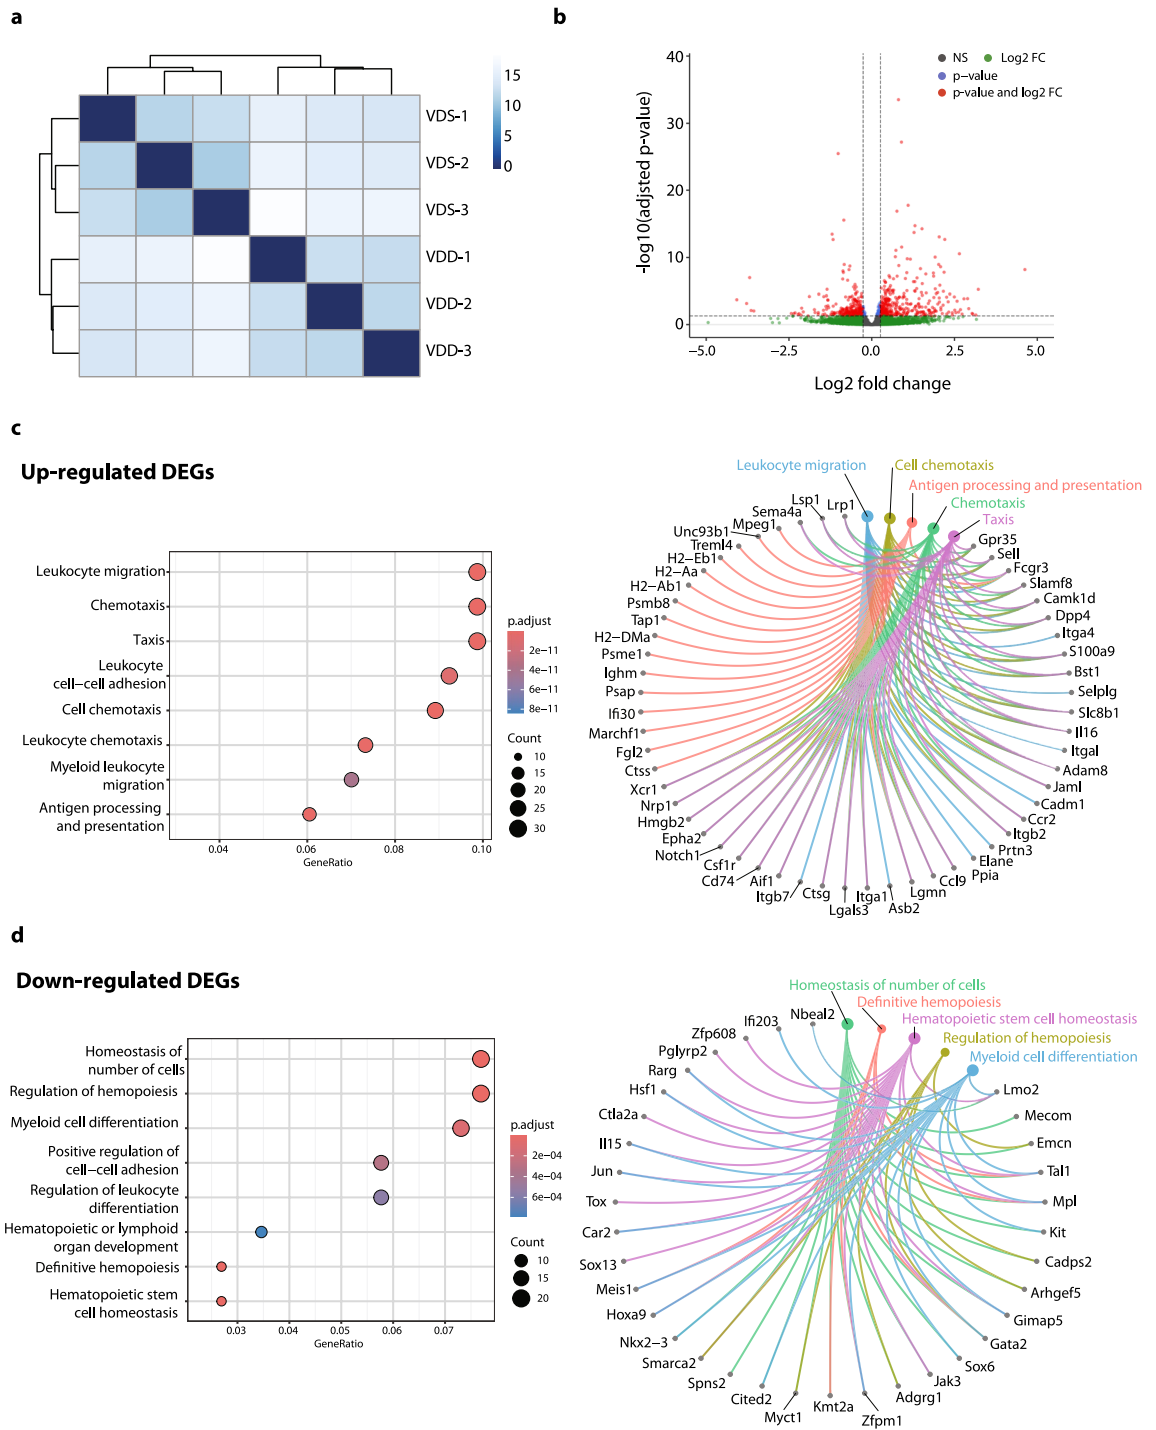 a
15
10
5
0
VDS-1
VDS-2
VDS-3
VDD-1
VDD-2
VDD-3
b
NS
Log2 FC
p−value
p-value and log2 FC
-log10(adjsted p-value)
40
30
20
10
0
−5.0
−2.5
0.0
2.5
5.0
Log2 fold change
c
Up-regulated DEGs
Leukocyte migration
Chemotaxis
Taxis
Leukocyte
cell−cell adhesion
Cell chemotaxis
Leukocyte chemotaxis
Myeloid leukocyte
migration
Antigen processing
and presentation
0.04
0.06
0.08
0.10
GeneRatio
p.adjust
2e−11
4e−11
6e−11
8e−11
Count
10
15
20
25
30
Leukocyte migration
Cell chemotaxis
Antigen processing and presentation
Chemotaxis
Taxis
Lrp1
Lsp1
Sema4a
Mpeg1
Unc93b1
Treml4
H2−Eb1
H2−Aa
H2−Ab1
Psmb8
Tap1
H2−DMa
Psme1
Ighm
Psap
Ifi30
Marchf1
Fgl2
Ctss
Xcr1
Nrp1
Hmgb2
Epha2
Notch1
Csf1r
Cd74
Aif1
Itgb7
Ctsg
Lgals3
Itga1
Asb2
Lgmn
Ccl9
Ppia
Elane
Prtn3
Itgb2
Ccr2
Cadm1
Jaml
Adam8
Itgal
Il16
Slc8b1
Selplg
Bst1
S100a9
Itga4
Dpp4
Camk1d
Slamf8
Fcgr3
Sell
Gpr35
d
Down-regulated DEGs
Homeostasis of
number of cells
Regulation of hemopoiesis
Myeloid cell differentiation
Positive regulation of
cell−cell adhesion
Regulation of leukocyte
differentiation
Hematopoietic or lymphoid
organ development
Definitive hemopoiesis
Hematopoietic stem
cell homeostasis
0.03
0.04
0.05
0.06
0.07
GeneRatio
p.adjust
2e−04
4e−04
6e−04
Count
10
15
20
Homeostasis of number of cells
Definitive hemopoiesis
Hematopoietic stem cell homeostasis
Regulation of hemopoiesis
Myeloid cell differentiation
Nbeal2
Ifi203
Zfp608
Pglyrp2
Rarg
Hsf1
Ctla2a
Il15
Jun
Tox
Car2
Sox13
Meis1
Hoxa9
Nkx2−3
Smarca2
Spns2
Cited2
Myct1
Kmt2a
Zfpm1
Adgrg1
Jak3
Sox6
Gata2
Gimap5
Arhgef5
Cadps2
Kit
Mpl
Tal1
Emcn
Mecom
Lmo2